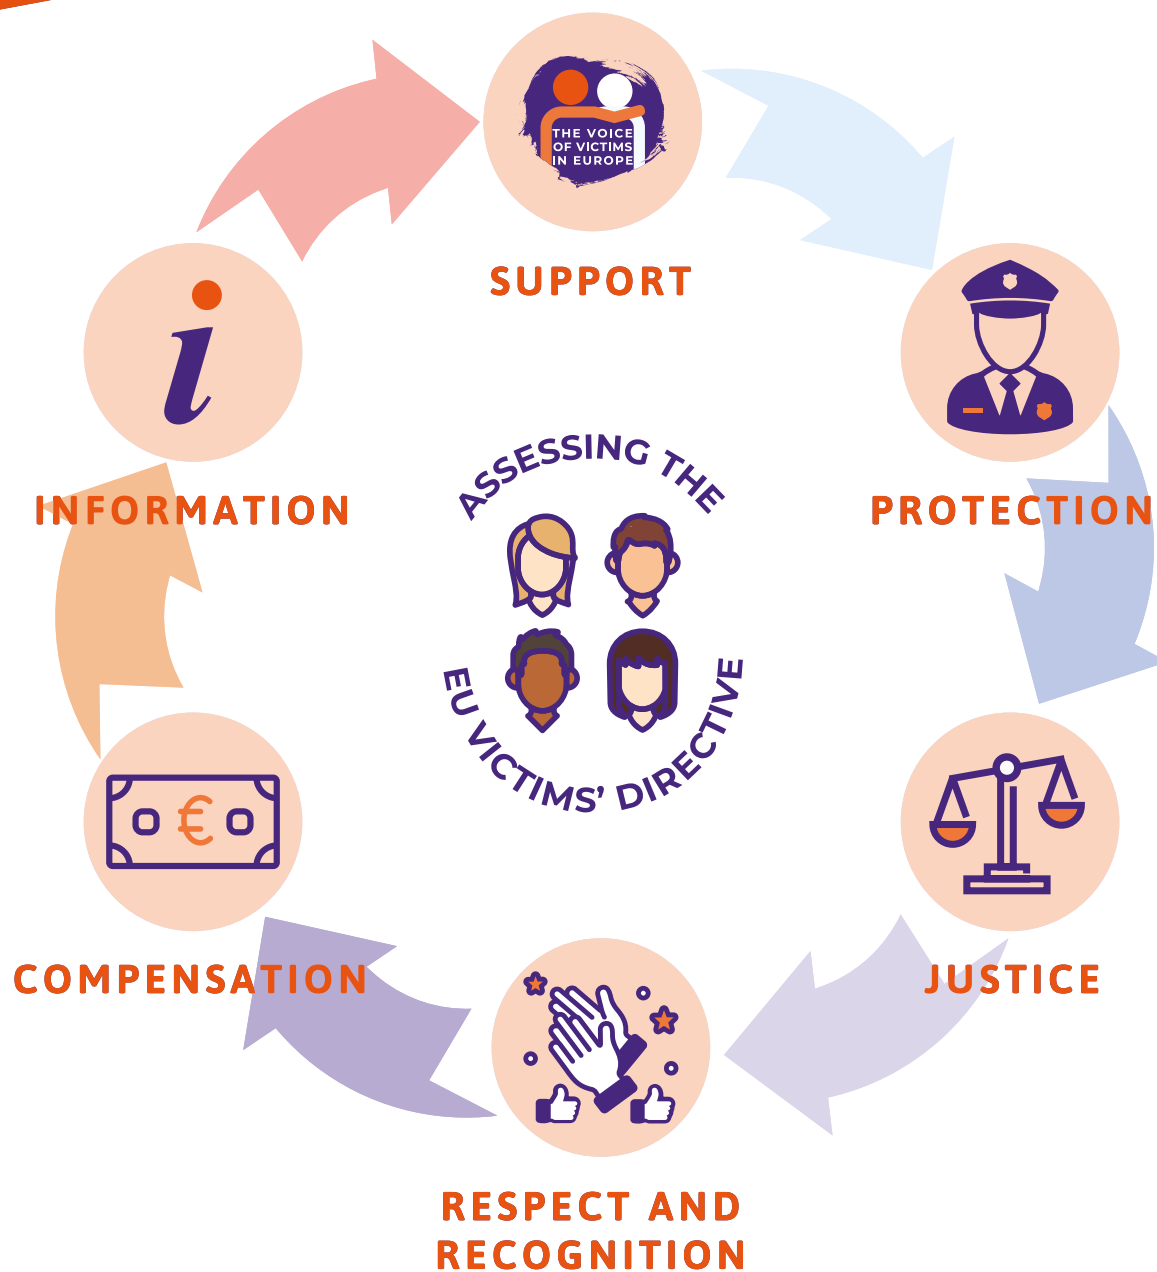 THE VOICE
OF VICTIMS
IN EUROPE
SUPPORT
INFORMATION
PROTECTION
ASSESSING THE
EU VICTIMS’ DIRECTIVE
COMPENSATION
JUSTICE
RESPECT AND
RECOGNITION